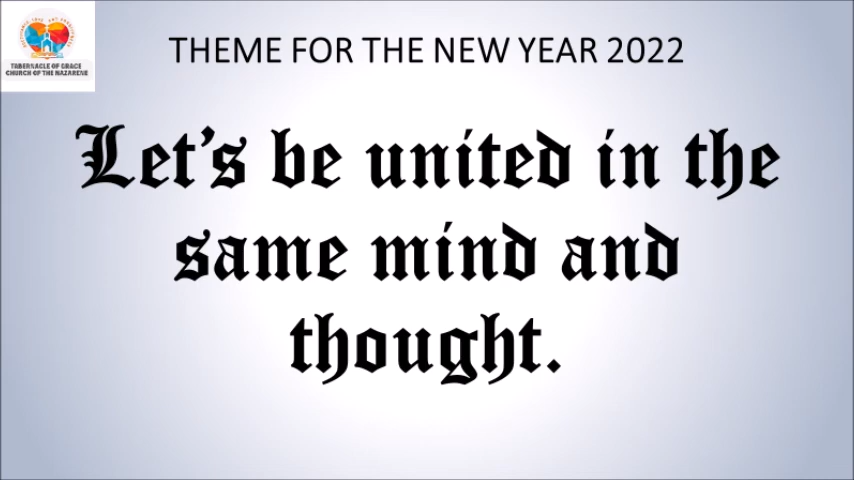 TABERNACLE OF GRACE
CHURCH OF THE NAZARENE
THEME FOR THE NEW YEAR 2022
Let's be united in the
same mind and
thought.